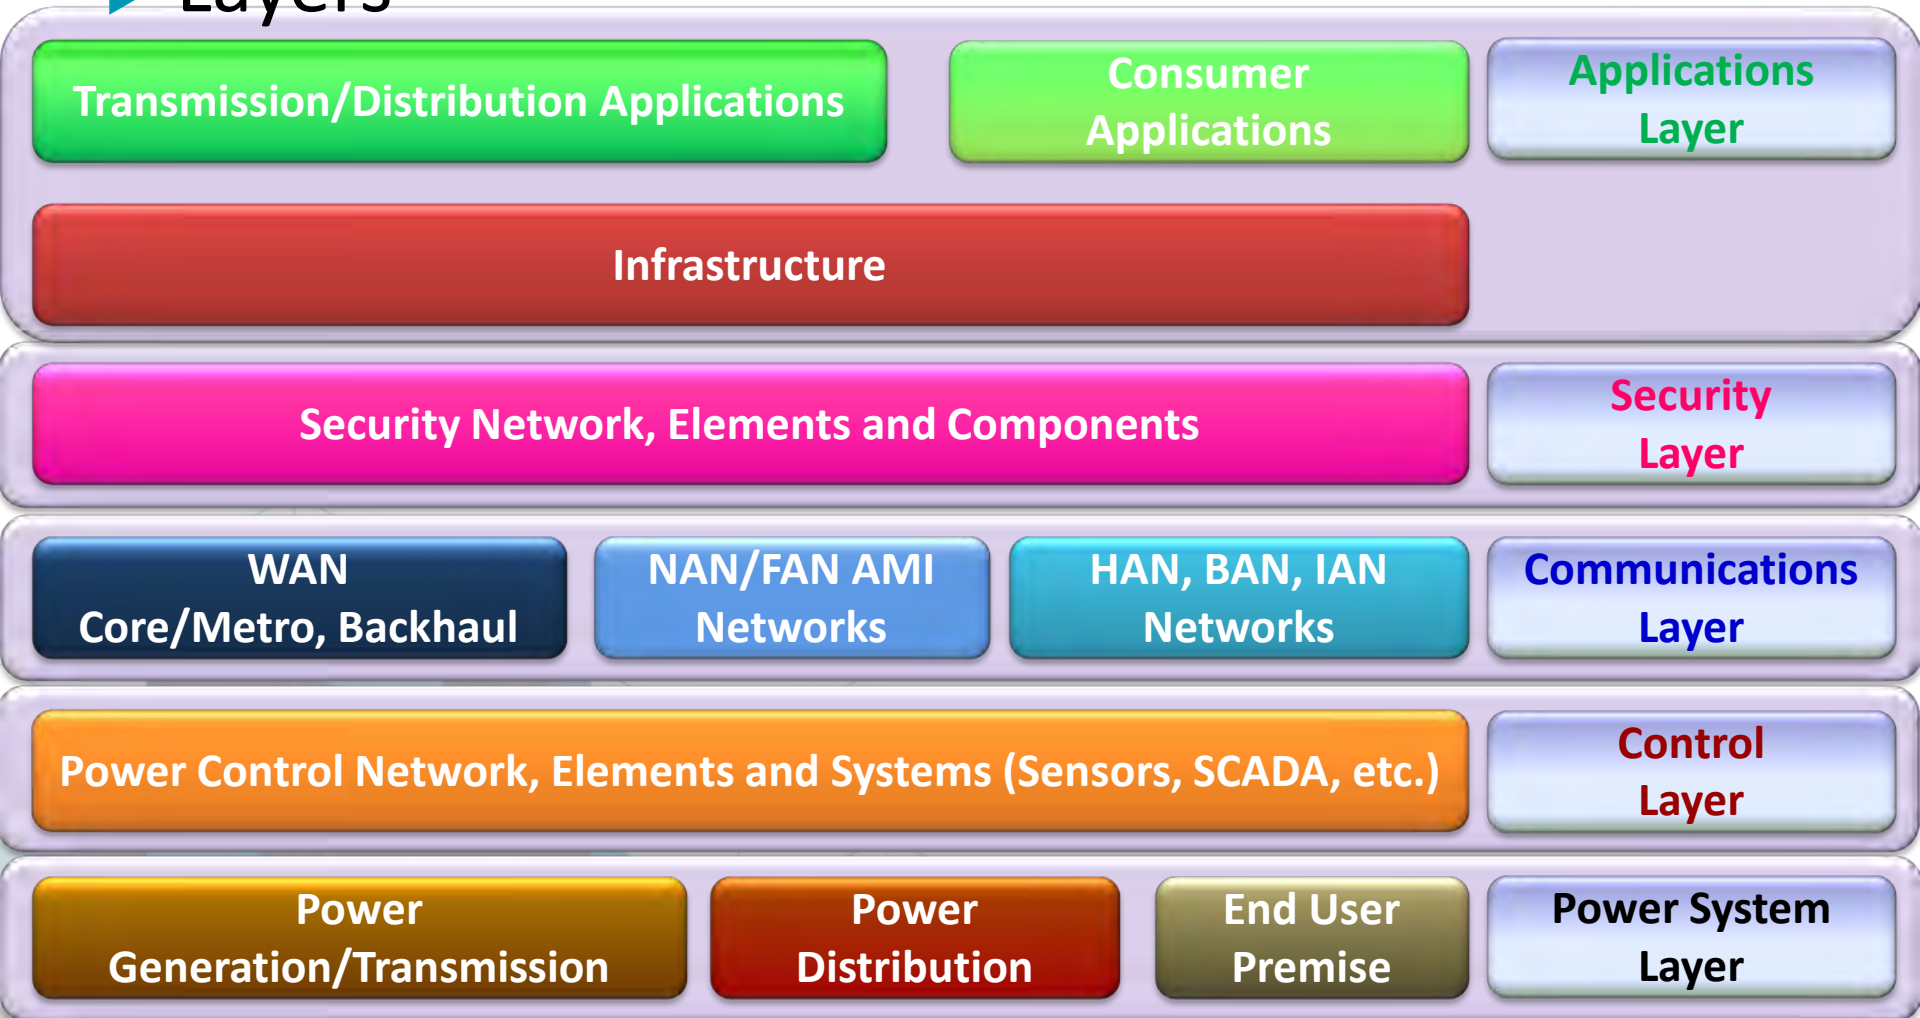 Layers
Transmission/Distribution Applications
Consumer
Applications
Applications
Layer
Infrastructure
Security Network, Elements and Components
Security
Layer
WAN
Core/Metro, Backhaul
NAN/FAN AMI
Networks
HAN, BAN, IAN
Networks
Communications
Layer
Power Control Network, Elements and Systems (Sensors, SCADA, etc.)
Control
Layer
Power
Generation/Transmission
Power
Distribution
End User
Premise
Power System
Layer